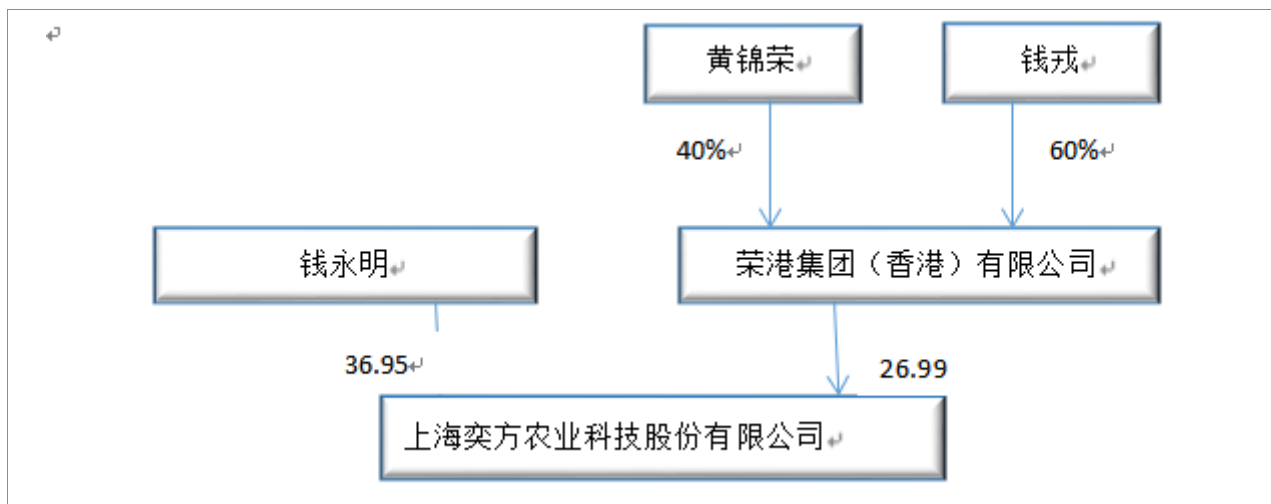 黄锦荣
钱戎
40%
60%
钱永明
荣港集团（香港）有限公司
36.95
26.99
上海奕方农业科技股份有限公司